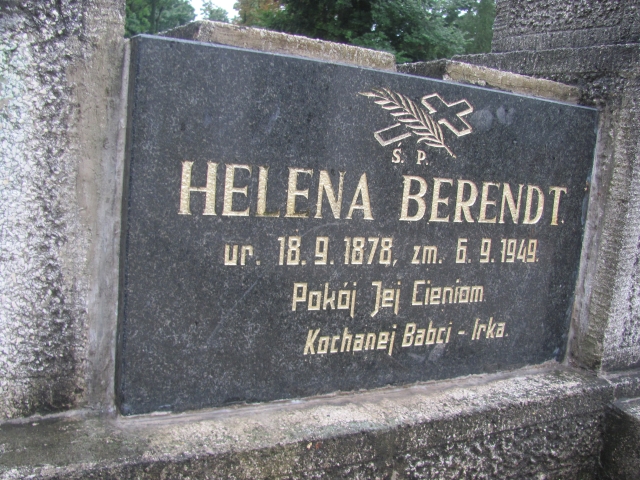 Ś. P.
HELENA BERENDT.
ur. 18.9.1878, zm. 6.9.1949.
Pokój Jej Cieniom
Kochanej Babci - Irka.